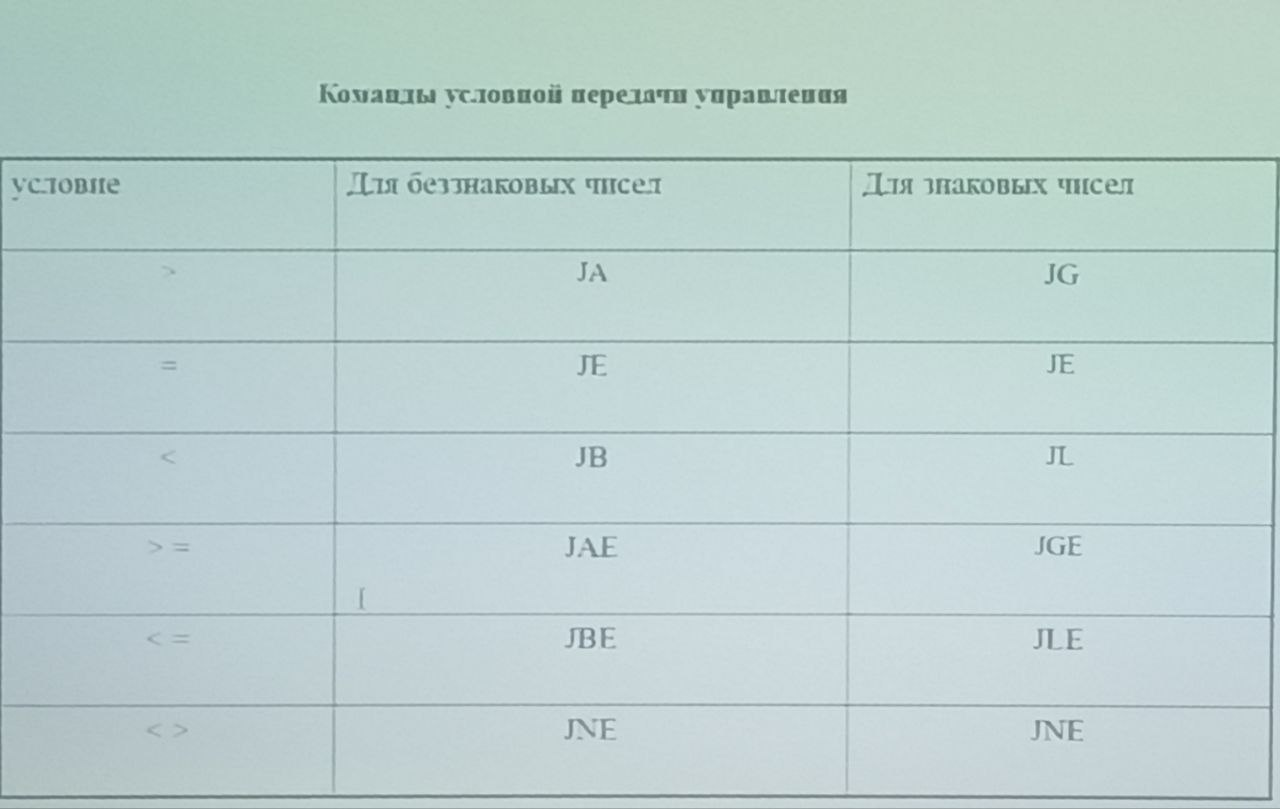 Команды условной передачи управления
условие Для беззнаковых чисел Для знаковых чисел
> JA JG
= JE JE
< JB JL
> = JAE JGE
< = JBE JLE
< > JNE JNE